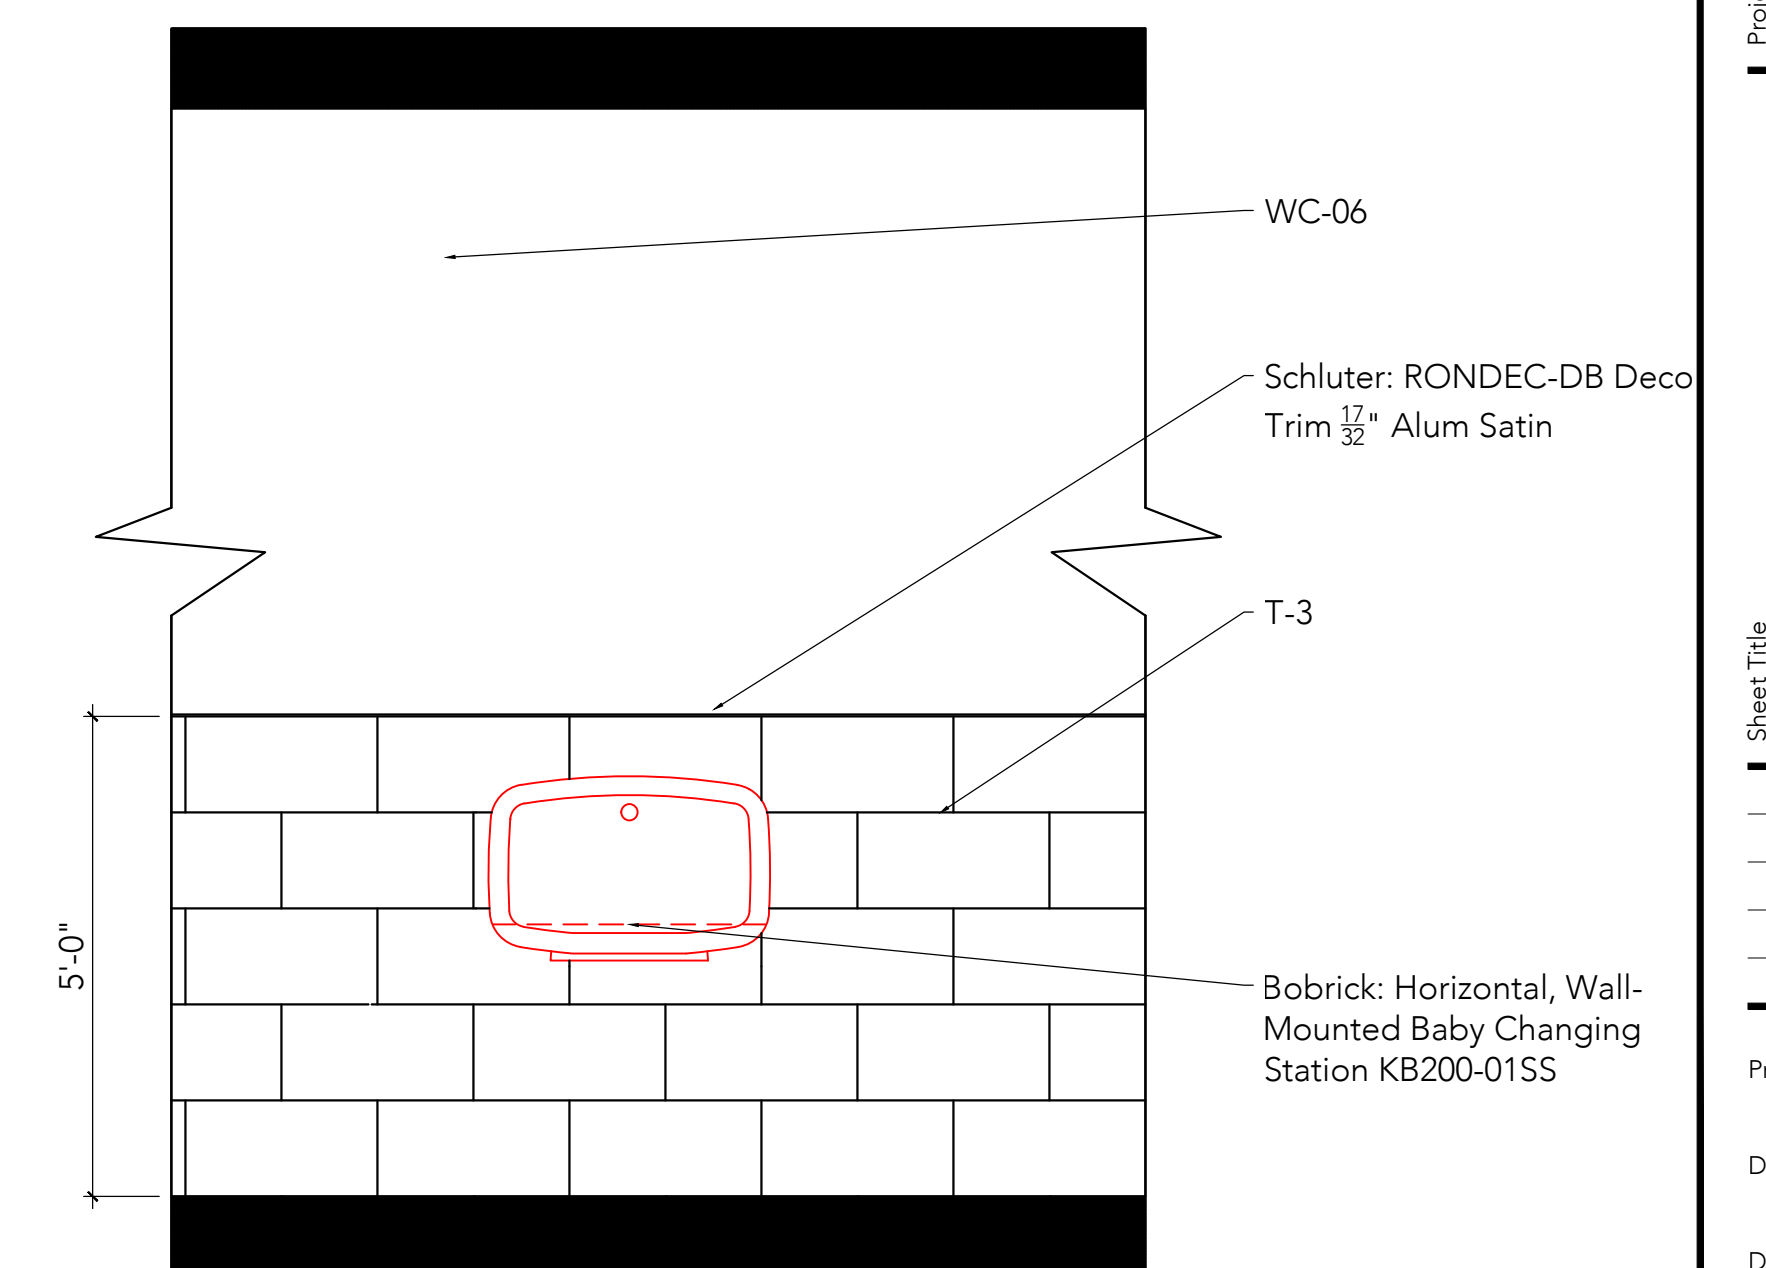 WC-06
Schluter: RONDEC-DB Deco
Trim 17/32" Alum Satin
T-3
5'-0"
Bobrick: Horizontal, Wall-
Mounted Baby Changing
Station KB200-01SS
Sheet Title